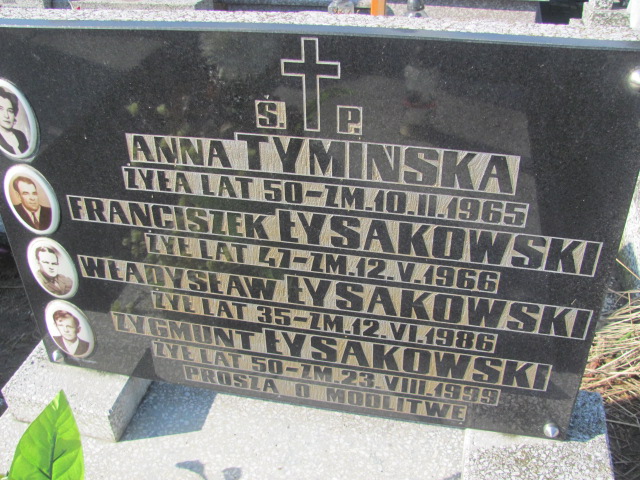 Ś. P.
ANNA TYMIŃSKA
ŻYŁA LAT 50-ZM.10.II.1965
FRANCISZEK ŁYSAKOWSKI
ŻYŁ LAT 47-ZM.12.V.1966
WŁADYSŁAW ŁYSAKOWSKI
ŻYŁ LAT 35-ZM.12.VI.1986
ZYGMUNT ŁYSAKOWSKI
ŻYŁ LAT 50-ZM.23.VIII.1999
PROSZĄ O MODLITWĘ